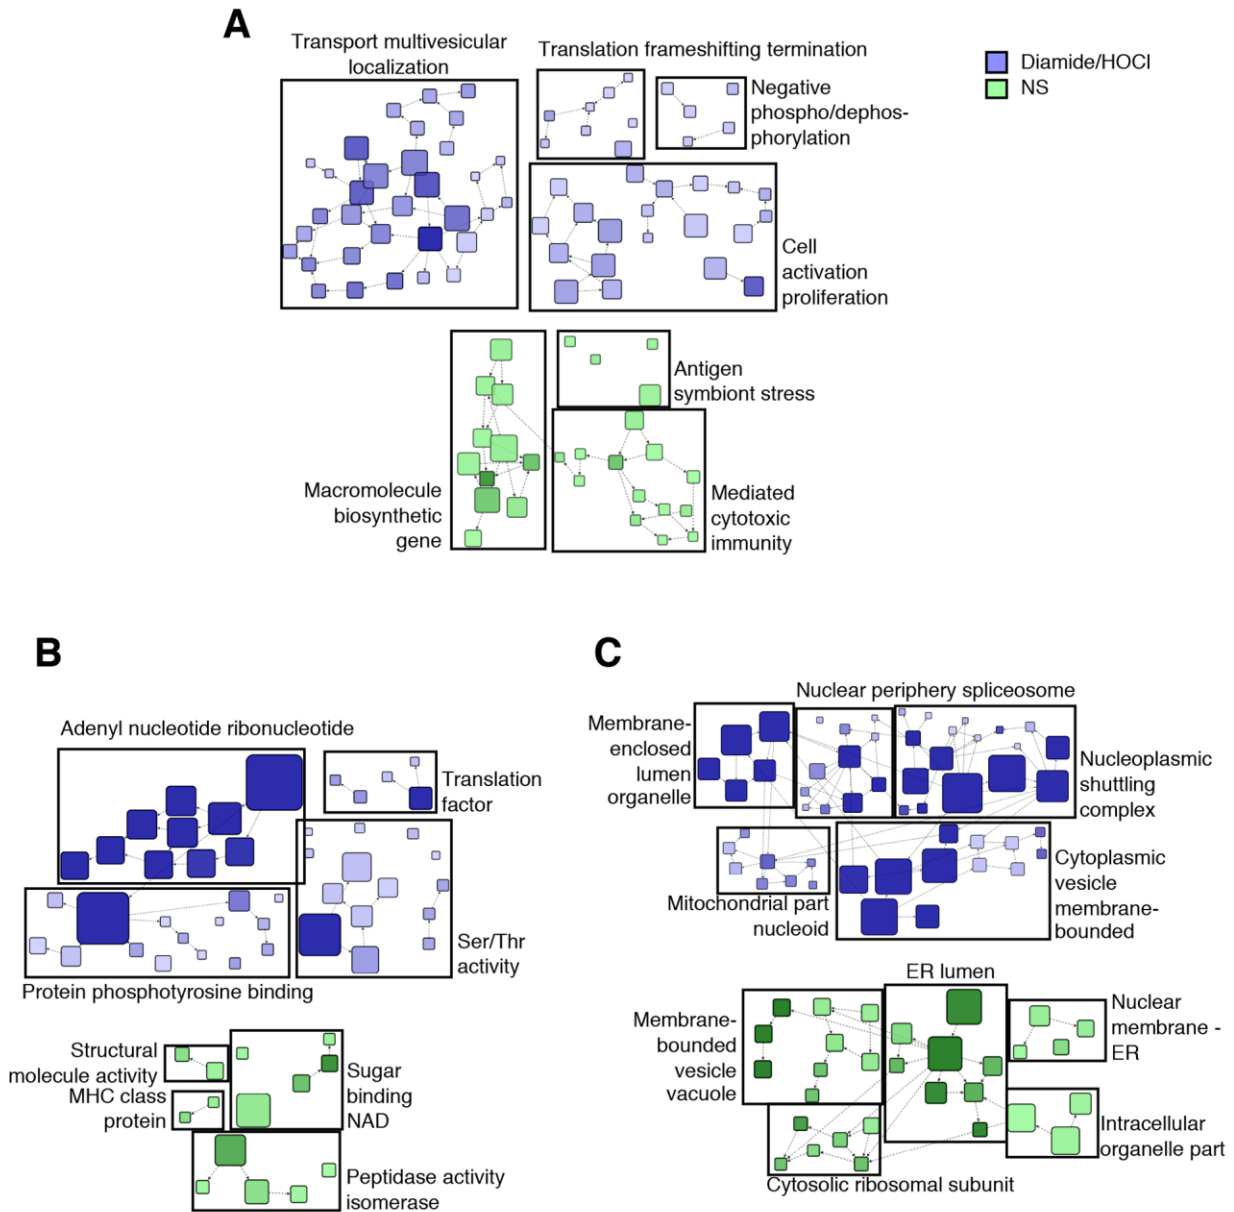 A
Transport multivesicular
localization
Translation frameshifting termination
Diamide/HOCl
NS
Negative
phospho/dephos-
phorylation
Cell
activation
proliferation
Antigen
symbiont stress
Macromolecule
biosynthetic
gene
Mediated
cytotoxic
immunity
B
Adenyl nucleotide ribonucleotide
Translation
factor
Ser/Thr
activity
Protein phosphotyrosine binding
Structural
molecule activity
MHC class
protein
Sugar
binding
NAD
Peptidase activity
isomerase
C
Nuclear periphery spliceosome
Membrane-
enclosed
lumen
organelle
Nucleoplasmic
shuttling
complex
Mitochondrial part
nucleoid
Cytoplasmic
vesicle
membrane-
bounded
ER lumen
Membrane-
bounded
vesicle
vacuole
Nuclear
membrane -
ER
Intracellular
organelle part
Cytosolic ribosomal subunit